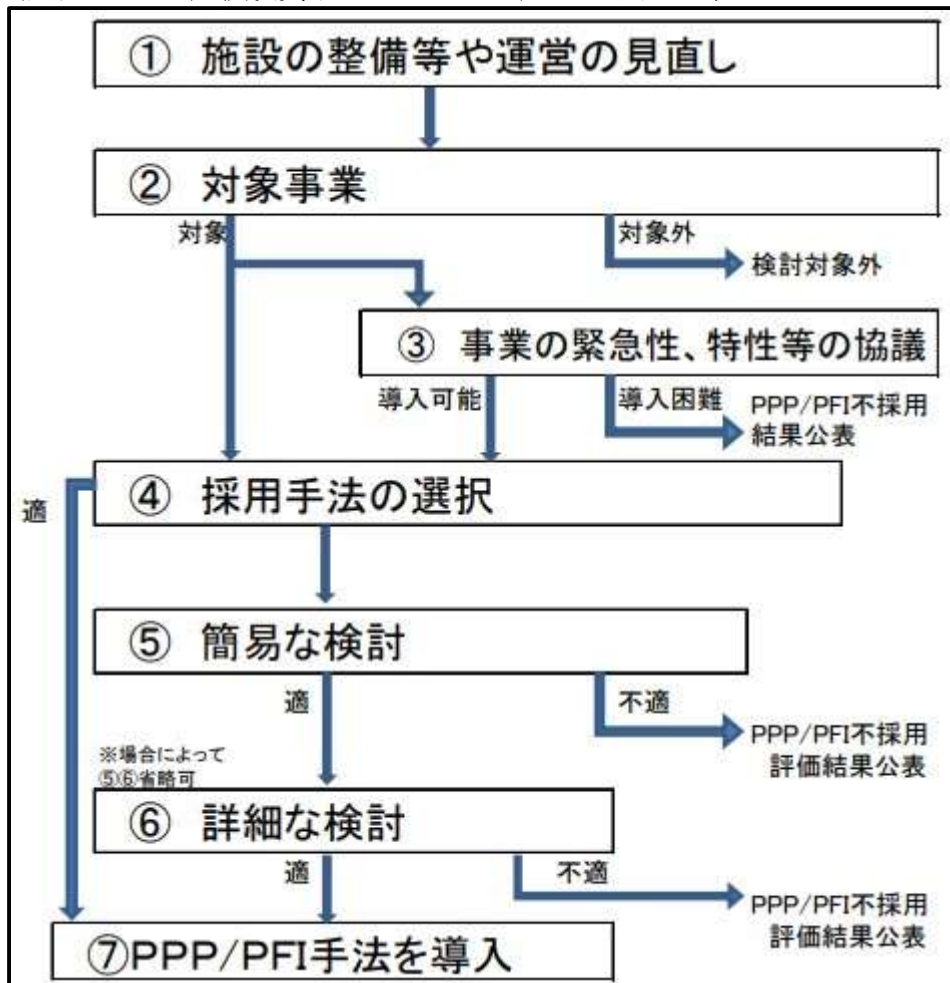 ① 施設の整備等や運営の見直し
② 対象事業
対象
対象外
検討対象外
③ 事業の緊急性、特性等の協議
導入可能
導入困難
PPP/PFI不採用
結果公表
④ 採用手法の選択
適
⑤ 簡易な検討
適
不適
PPP/PFI不採用
評価結果公表
※場合によって
⑤⑥省略可
⑥ 詳細な検討
適
不適
PPP/PFI不採用
評価結果公表
⑦PPP/PFI手法を導入